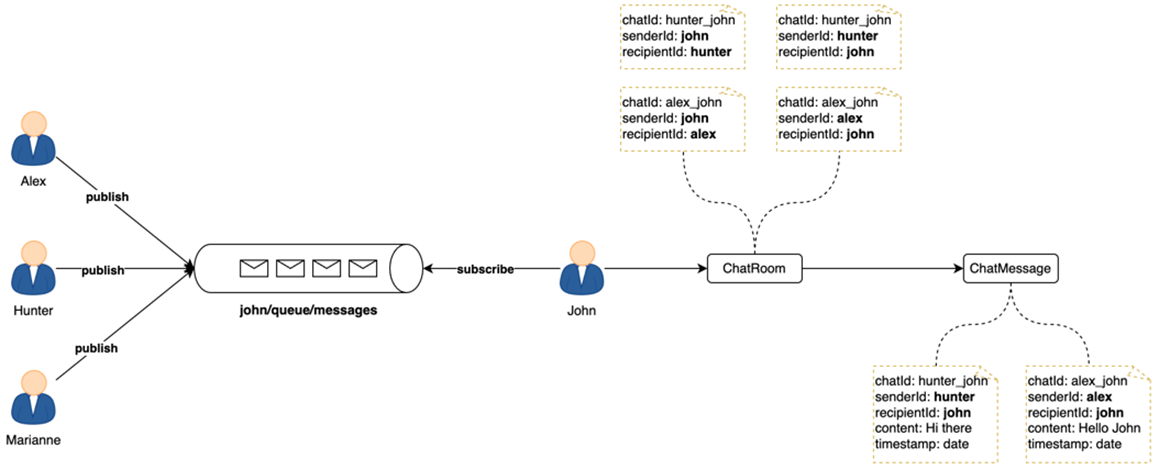 chatId: hunter_john
senderId: john
recipientId: hunter
chatId: hunter_john
senderId: hunter
recipientId: john
chatId: alex_john
senderId: john
recipientId: alex
chatId: alex_john
senderId: alex
recipientId: john
Alex
publish
Hunter
publish
Marianne
publish
john/queue/messages
subscribe
John
ChatRoom
ChatMessage
chatId: hunter_john
senderId: hunter
recipientId: john
content: Hi there
timestamp: date
chatId: alex_john
senderId: alex
recipientId: john
content: Hello John
timestamp: date